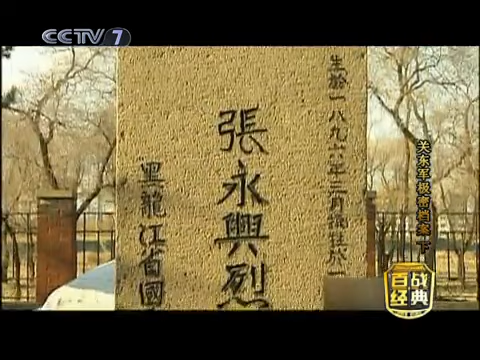 CCTV 7
生於一八九六年三月
張永興烈
黑龍江省國
关东军极密档案 下
百战
经典